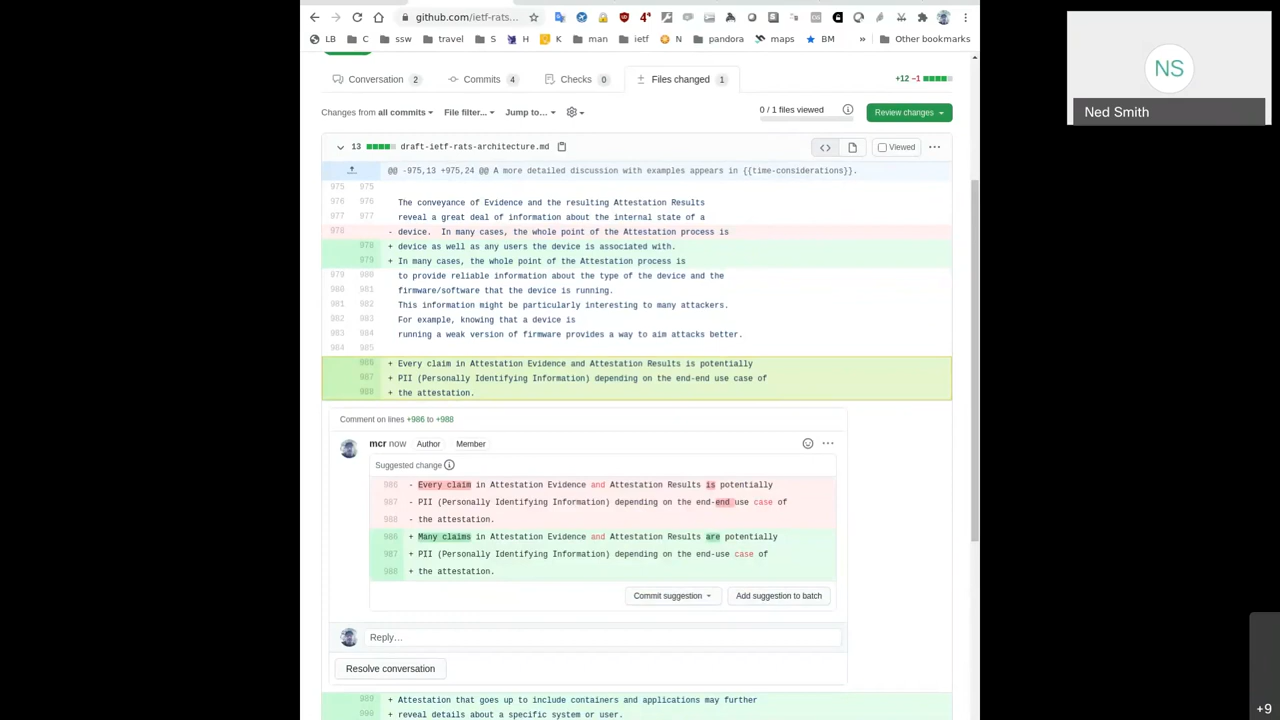 github.com/ietf-rats...
LB C ssw travel S H K man ietf N pandora maps BM » Other bookmarks
NS
Ned Smith
Conversation 2 Commits 4 Checks 0 Files changed 1 +12 −1
Changes from all commits File filter... Jump to... 0 / 1 files viewed Review changes
13 draft-ietf-rats-architecture.md Viewed
@@ -975,13 +975,24 @@ A more detailed discussion with examples appears in {{time-considerations}}.
975 975
976 976 The conveyance of Evidence and the resulting Attestation Results
977 977 reveal a great deal of information about the internal state of a
978 - device. In many cases, the whole point of the Attestation process is
978 + device as well as any users the device is associated with.
979 + In many cases, the whole point of the Attestation process is
979 980 to provide reliable information about the type of the device and the
980 981 firmware/software that the device is running.
981 982 This information might be particularly interesting to many attackers.
982 983 For example, knowing that a device is
983 984 running a weak version of firmware provides a way to aim attacks better.
984 985
986 + Every claim in Attestation Evidence and Attestation Results is potentially
987 + PII (Personally Identifying Information) depending on the end-end use case of
988 + the attestation.
Comment on lines +986 to +988
mcr now Author Member
Suggested change
986 - Every claim in Attestation Evidence and Attestation Results is potentially
987 - PII (Personally Identifying Information) depending on the end-end use case of
988 - the attestation.
986 + Many claims in Attestation Evidence and Attestation Results are potentially
987 + PII (Personally Identifying Information) depending on the end-use case of
988 + the attestation.
Commit suggestion Add suggestion to batch
Reply...
Resolve conversation
989 + Attestation that goes up to include containers and applications may further
990 + reveal details about a specific system or user.
+9